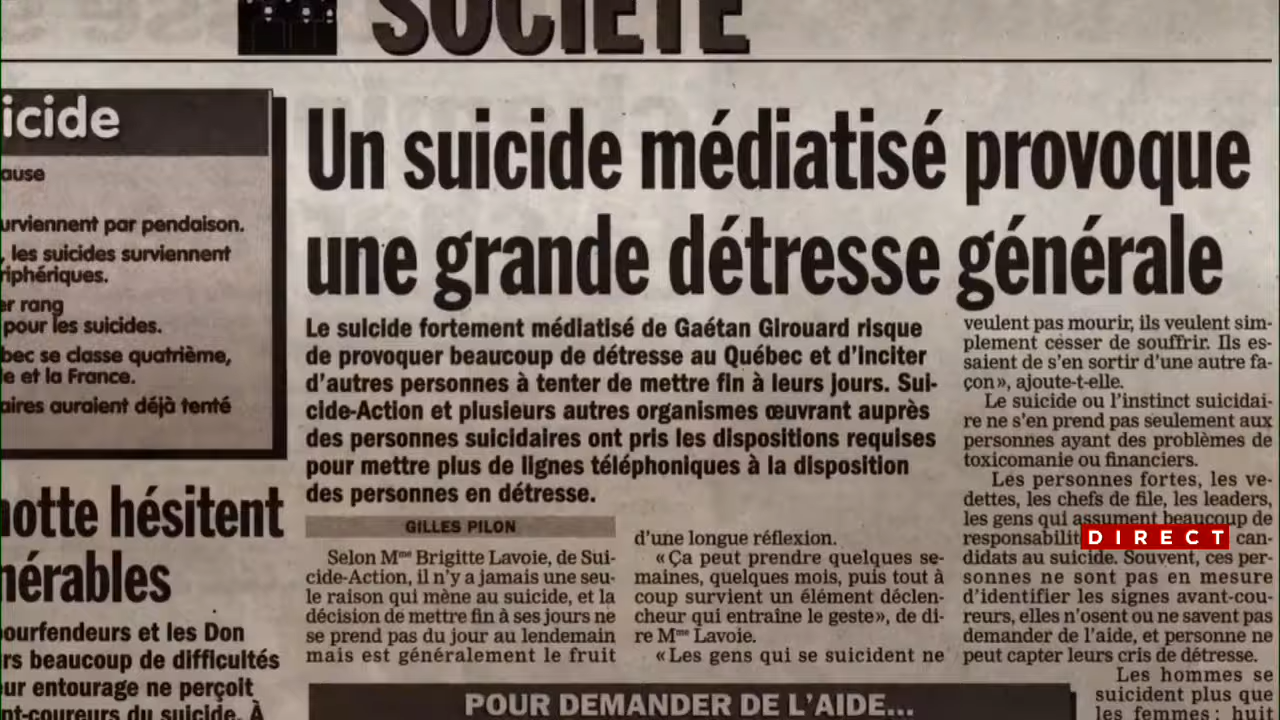 SOCIÉTÉ
icide
ause
urviennent par pendaison.
, les suicides surviennent
riphériques.
er rang
pour les suicides.
bec se classe quatrième,
e et la France.
aires auraient déjà tenté
notte hésitent
nérables
pourfendeurs et les Don
rs beaucoup de difficultés
ur entourage ne perçoit
nt-coureurs du suicide. À
Un suicide médiatisé provoque
une grande détresse générale
Le suicide fortement médiatisé de Gaétan Girouard risque
de provoquer beaucoup de détresse au Québec et d'inciter
d'autres personnes à tenter de mettre fin à leurs jours. Sui-
cide-Action et plusieurs autres organismes œuvrant auprès
des personnes suicidaires ont pris les dispositions requises
pour mettre plus de lignes téléphoniques à la disposition
des personnes en détresse.
GILLES PILON
Selon Mme Brigitte Lavoie, de Sui-
cide-Action, il n'y a jamais une seu-
le raison qui mène au suicide, et la
décision de mettre fin à ses jours ne
se prend pas du jour au lendemain
mais est généralement le fruit
d'une longue réflexion.
«Ça peut prendre quelques se-
maines, quelques mois, puis tout à
coup survient un élément déclen-
cheur qui entraîne le geste», de di-
re Mme Lavoie.
«Les gens qui se suicident ne
veulent pas mourir, ils veulent sim-
plement cesser de souffrir. Ils es-
saient de s'en sortir d'une autre fa-
çon», ajoute-t-elle.
Le suicide ou l'instinct suicidai-
re ne s'en prend pas seulement aux
personnes ayant des problèmes de
toxicomanie ou financiers.
Les personnes fortes, les ve-
dettes, les chefs de file, les leaders,
les gens qui assument beaucoup de
responsabilit can-
DIRECT
didats au suicide. Souvent, ces per-
sonnes ne sont pas en mesure
d'identifier les signes avant-cou-
reurs, elles n'osent ou ne savent pas
demander de l'aide, et personne ne
peut capter leurs cris de détresse.
Les hommes se
suicident plus que
les femmes: huit
POUR DEMANDER DE L'AIDE...